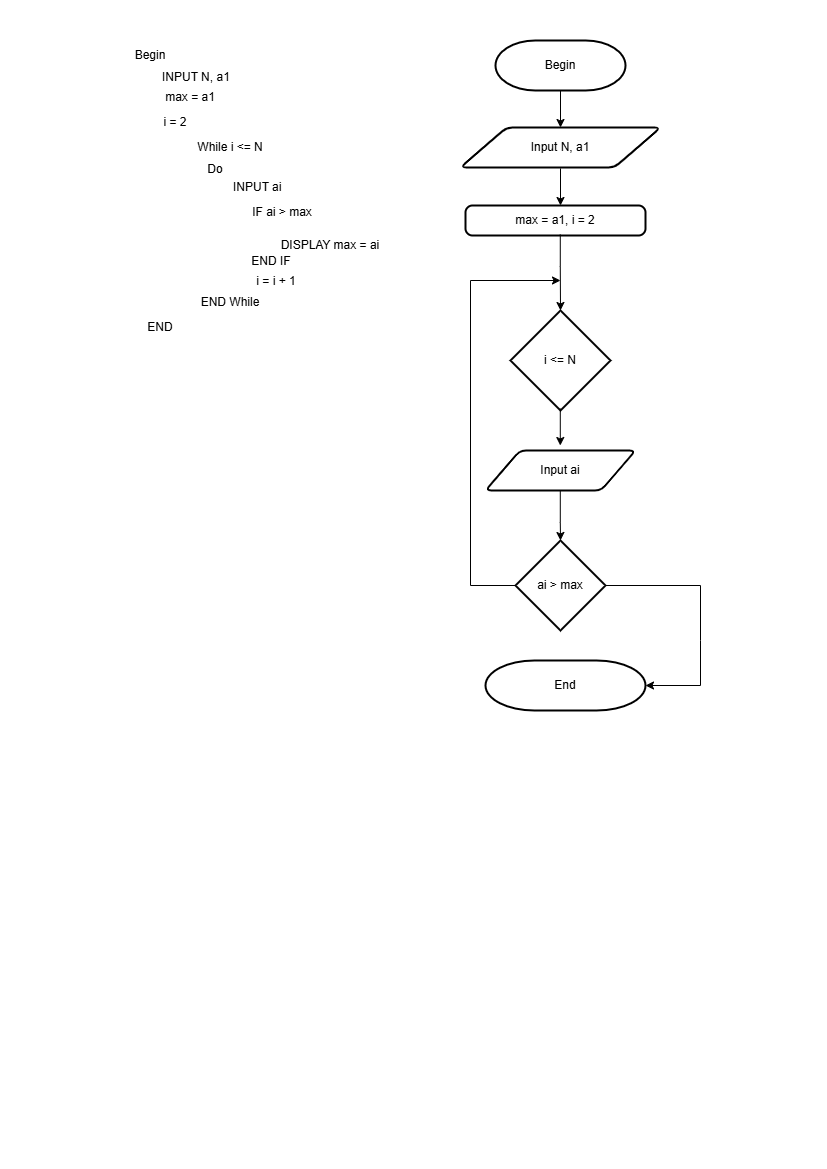 Begin
INPUT N, a1
max = a1
i = 2
While i <= N
Do
INPUT ai
IF ai > max
DISPLAY max = ai
END IF
i = i + 1
END While
END
Begin
Input N, a1
max = a1, i = 2
i <= N
Input ai
ai > max
End